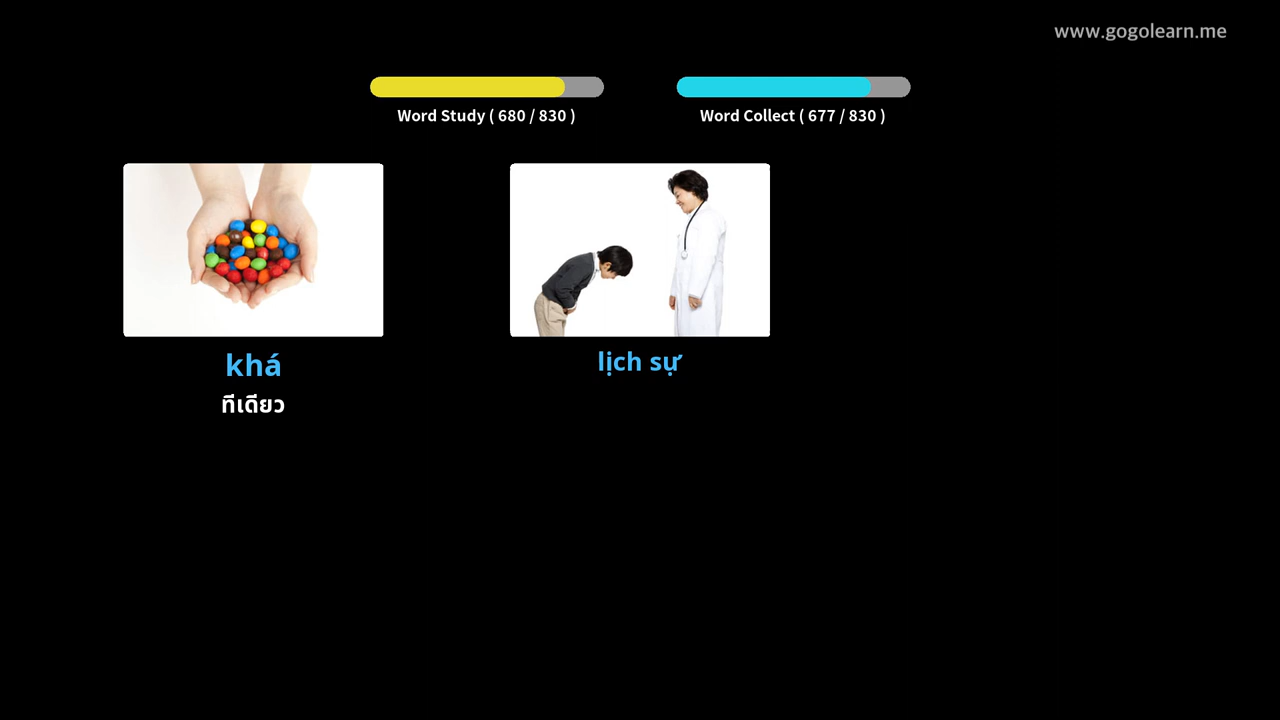 www.gogolearn.me
Word Study ( 680 / 830 )
Word Collect ( 677 / 830 )
khá
ทีเดียว
lịch sự